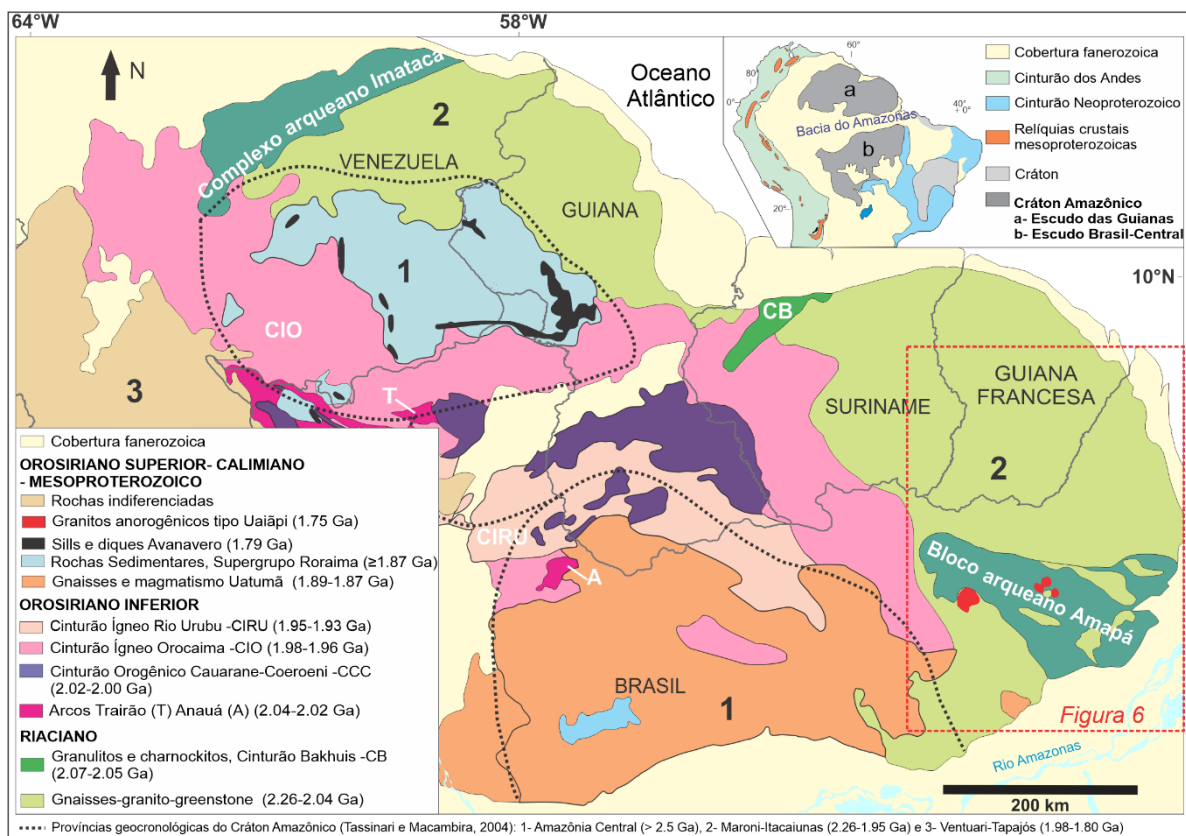 64°W
58°W
N
Complexo arqueano Imataca
2
VENEZUELA
GUIANA
Oceano
Atlântico
60°
80°
0°
40°
0°
20°
a
Bacia do Amazonas
b
Cobertura fanerozoica
Cinturão dos Andes
Cinturão Neoproterozoico
Relíquias crustais
mesoproterozoicas
Cráton
Cráton Amazônico
a- Escudo das Guianas
b- Escudo Brasil-Central
10°N
1
CIO
CB
3
T
SURINAME
GUIANA
FRANCESA
2
CIRU
A
Bloco arqueano Amapá
BRASIL
1
Figura 6
Rio Amazonas
200 km
Cobertura fanerozoica
OROSIRIANO SUPERIOR- CALIMIANO
- MESOPROTEROZOICO
Rochas indiferenciadas
Granitos anorogênicos tipo Uaiãpi (1.75 Ga)
Sills e diques Avanavero (1.79 Ga)
Rochas Sedimentares, Supergrupo Roraima (≥1.87 Ga)
Gnaisses e magmatismo Uatumã (1.89-1.87 Ga)
OROSIRIANO INFERIOR
Cinturão Ígneo Rio Urubu -CIRU (1.95-1.93 Ga)
Cinturão Ígneo Orocaima -CIO (1.98-1.96 Ga)
Cinturão Orogênico Cauarane-Coeroeni -CCC
(2.02-2.00 Ga)
Arcos Trairão (T) Anauá (A) (2.04-2.02 Ga)
RIACIANO
Granulitos e charnockitos, Cinturão Bakhuis -CB
(2.07-2.05 Ga)
Gnaisses-granito-greenstone (2.26-2.04 Ga)
Províncias geocronológicas do Cráton Amazônico (Tassinari e Macambira, 2004): 1- Amazônia Central (> 2.5 Ga), 2- Maroni-Itacaiunas (2.26-1.95 Ga) e 3- Ventuari-Tapajós (1.98-1.80 Ga)